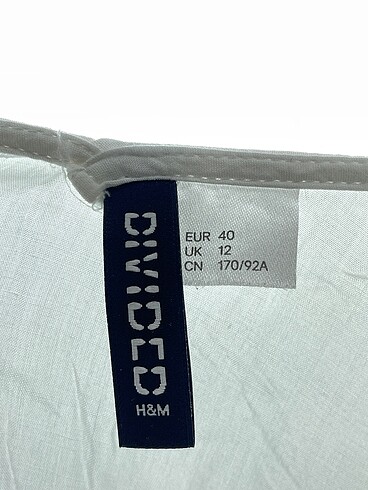 DIVIDED
H&M
EUR 40
UK 12
CN 170/92A